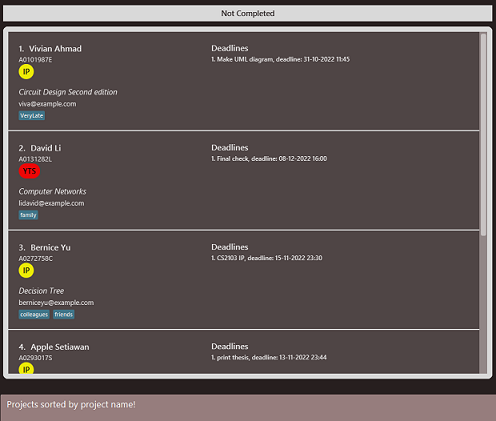 Not Completed
1. Vivian Ahmad
A0101987E
IP
Circuit Design Second edition
viva@example.com
VeryLate
Deadlines
1. Make UML diagram, deadline: 31-10-2022 11:45
2. David Li
A0131282L
YTS
Computer Networks
lidavid@example.com
family
Deadlines
1. Final check, deadline: 08-12-2022 16:00
3. Bernice Yu
A0272758C
IP
Decision Tree
berniceyu@example.com
colleagues friends
Deadlines
1. CS2103 IP, deadline: 15-11-2022 23:30
4. Apple Setiawan
A0293017S
IP
Deadlines
1. print thesis, deadline: 13-11-2022 23:44
Projects sorted by project name!